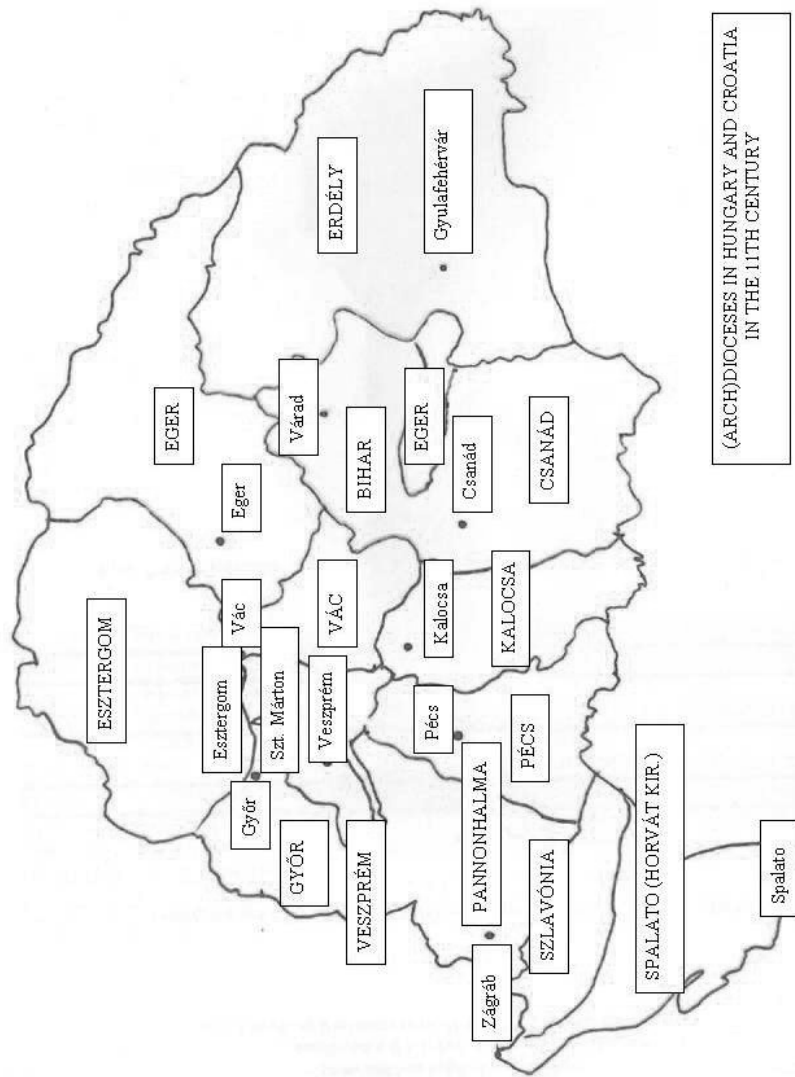 ESZTERGOM
EGER
ERDÉLY
Gyulafehérvár
Várad
Eger
BIHAR
EGER
Csanád
CSANÁD
Vác
VÁC
Esztergom
Szt. Márton
Veszprém
Győr
GYŐR
VESZPRÉM
Kalocsa
KALOCSA
Pécs
PÉCS
PANNONHALMA
SZLAVÓNIA
Zágráb
SPALATO (HORVÁT KIR.)
Spalato
(ARCH)DIOCESES IN HUNGARY AND CROATIA
IN THE 11TH CENTURY